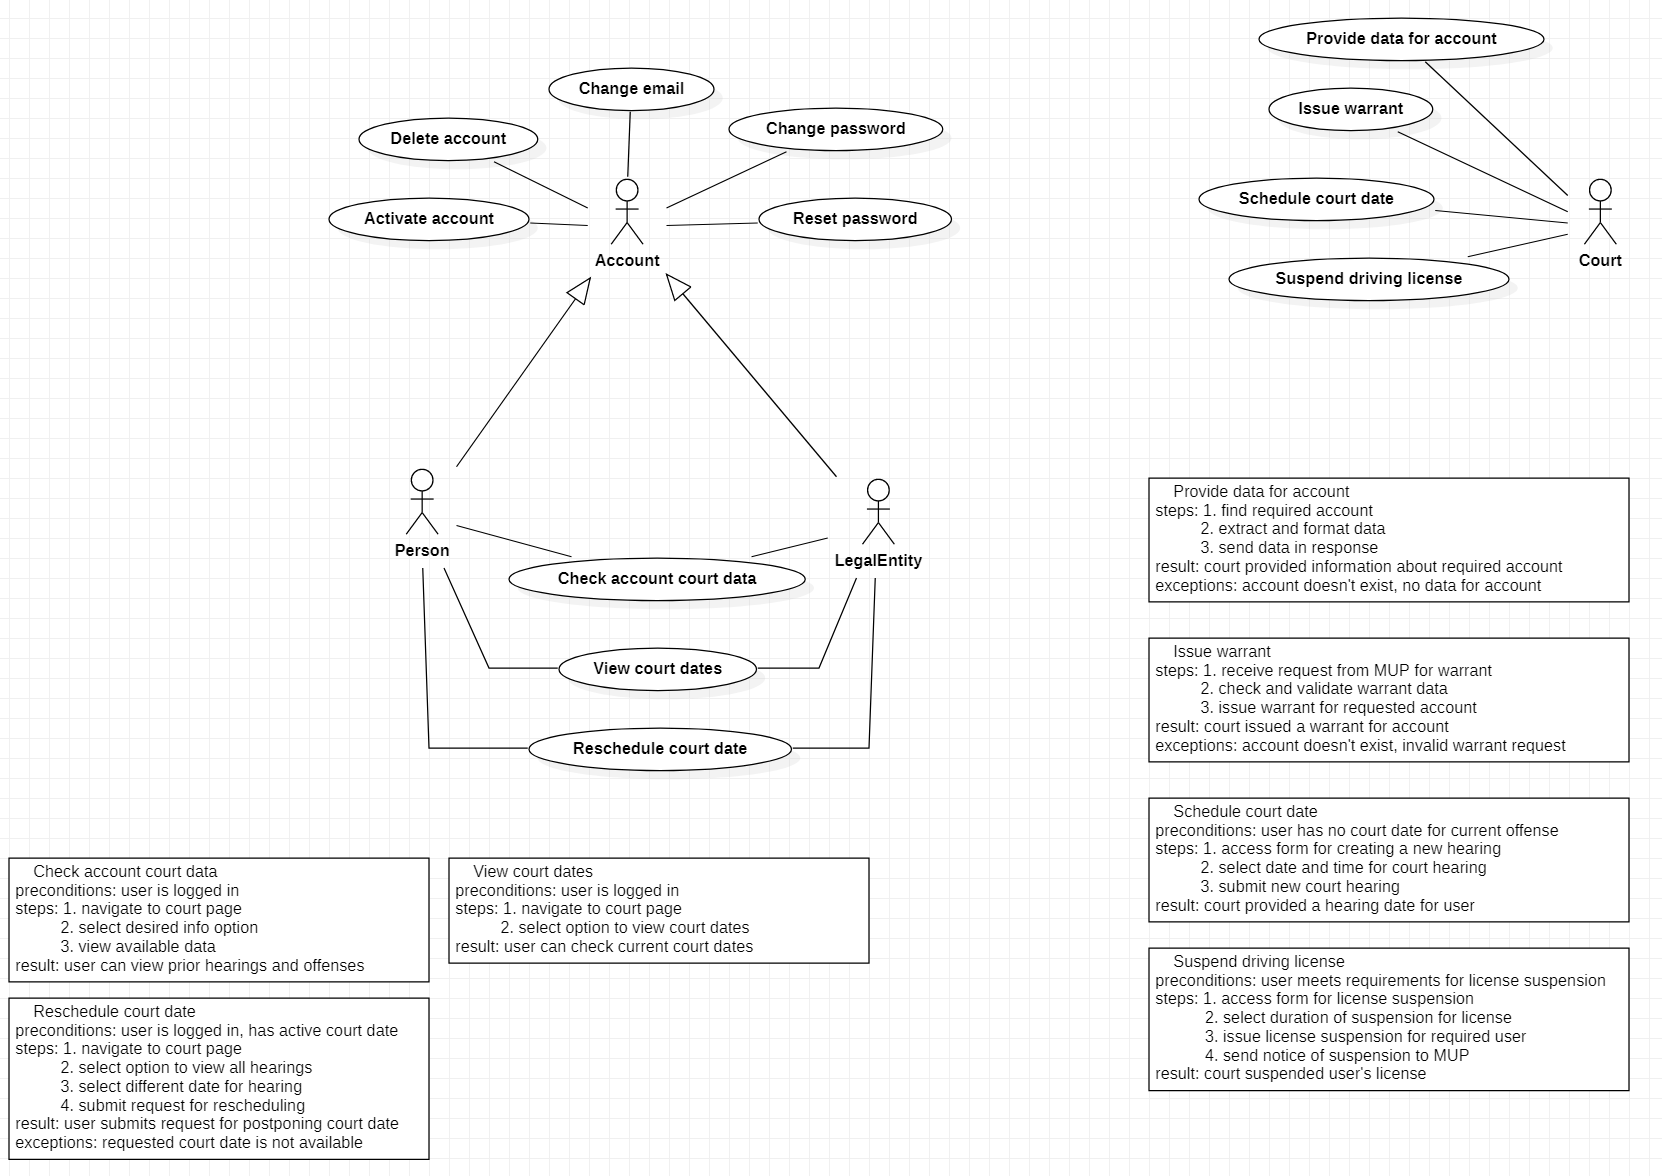 Provide data for account
Change email
Issue warrant
Change password
Delete account
Schedule court date
Activate account
Reset password
Account
Court
Suspend driving license
Person
LegalEntity
Check account court data
View court dates
Reschedule court date
Provide data for account
steps: 1. find required account
2. extract and format data
3. send data in response
result: court provided information about required account
exceptions: account doesn't exist, no data for account
Issue warrant
steps: 1. receive request from MUP for warrant
2. check and validate warrant data
3. issue warrant for requested account
result: court issued a warrant for account
exceptions: account doesn't exist, invalid warrant request
Schedule court date
preconditions: user has no court date for current offense
steps: 1. access form for creating a new hearing
2. select date and time for court hearing
3. submit new court hearing
result: court provided a hearing date for user
Suspend driving license
preconditions: user meets requirements for license suspension
steps: 1. access form for license suspension
2. select duration of suspension for license
3. issue license suspension for required user
4. send notice of suspension to MUP
result: court suspended user's license
Check account court data
preconditions: user is logged in
steps: 1. navigate to court page
2. select desired info option
3. view available data
result: user can view prior hearings and offenses
View court dates
preconditions: user is logged in
steps: 1. navigate to court page
2. select option to view court dates
result: user can check current court dates
Reschedule court date
preconditions: user is logged in, has active court date
steps: 1. navigate to court page
2. select option to view all hearings
3. select different date for hearing
4. submit request for rescheduling
result: user submits request for postponing court date
exceptions: requested court date is not available